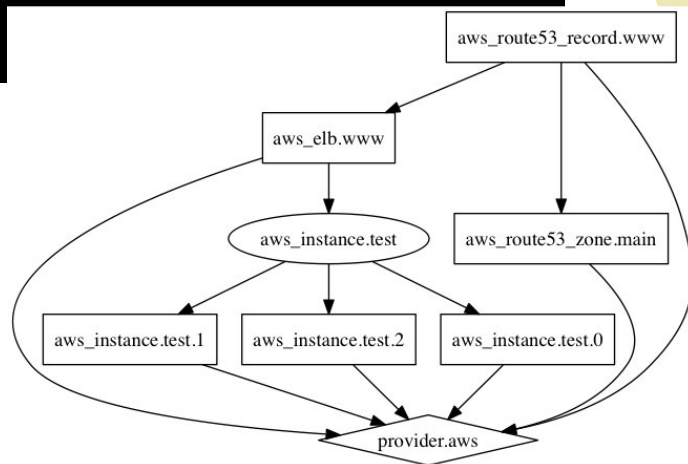 aws_route53_record.www
aws_elb.www
aws_instance.test
aws_route53_zone.main
aws_instance.test.1
aws_instance.test.2
aws_instance.test.0
provider.aws